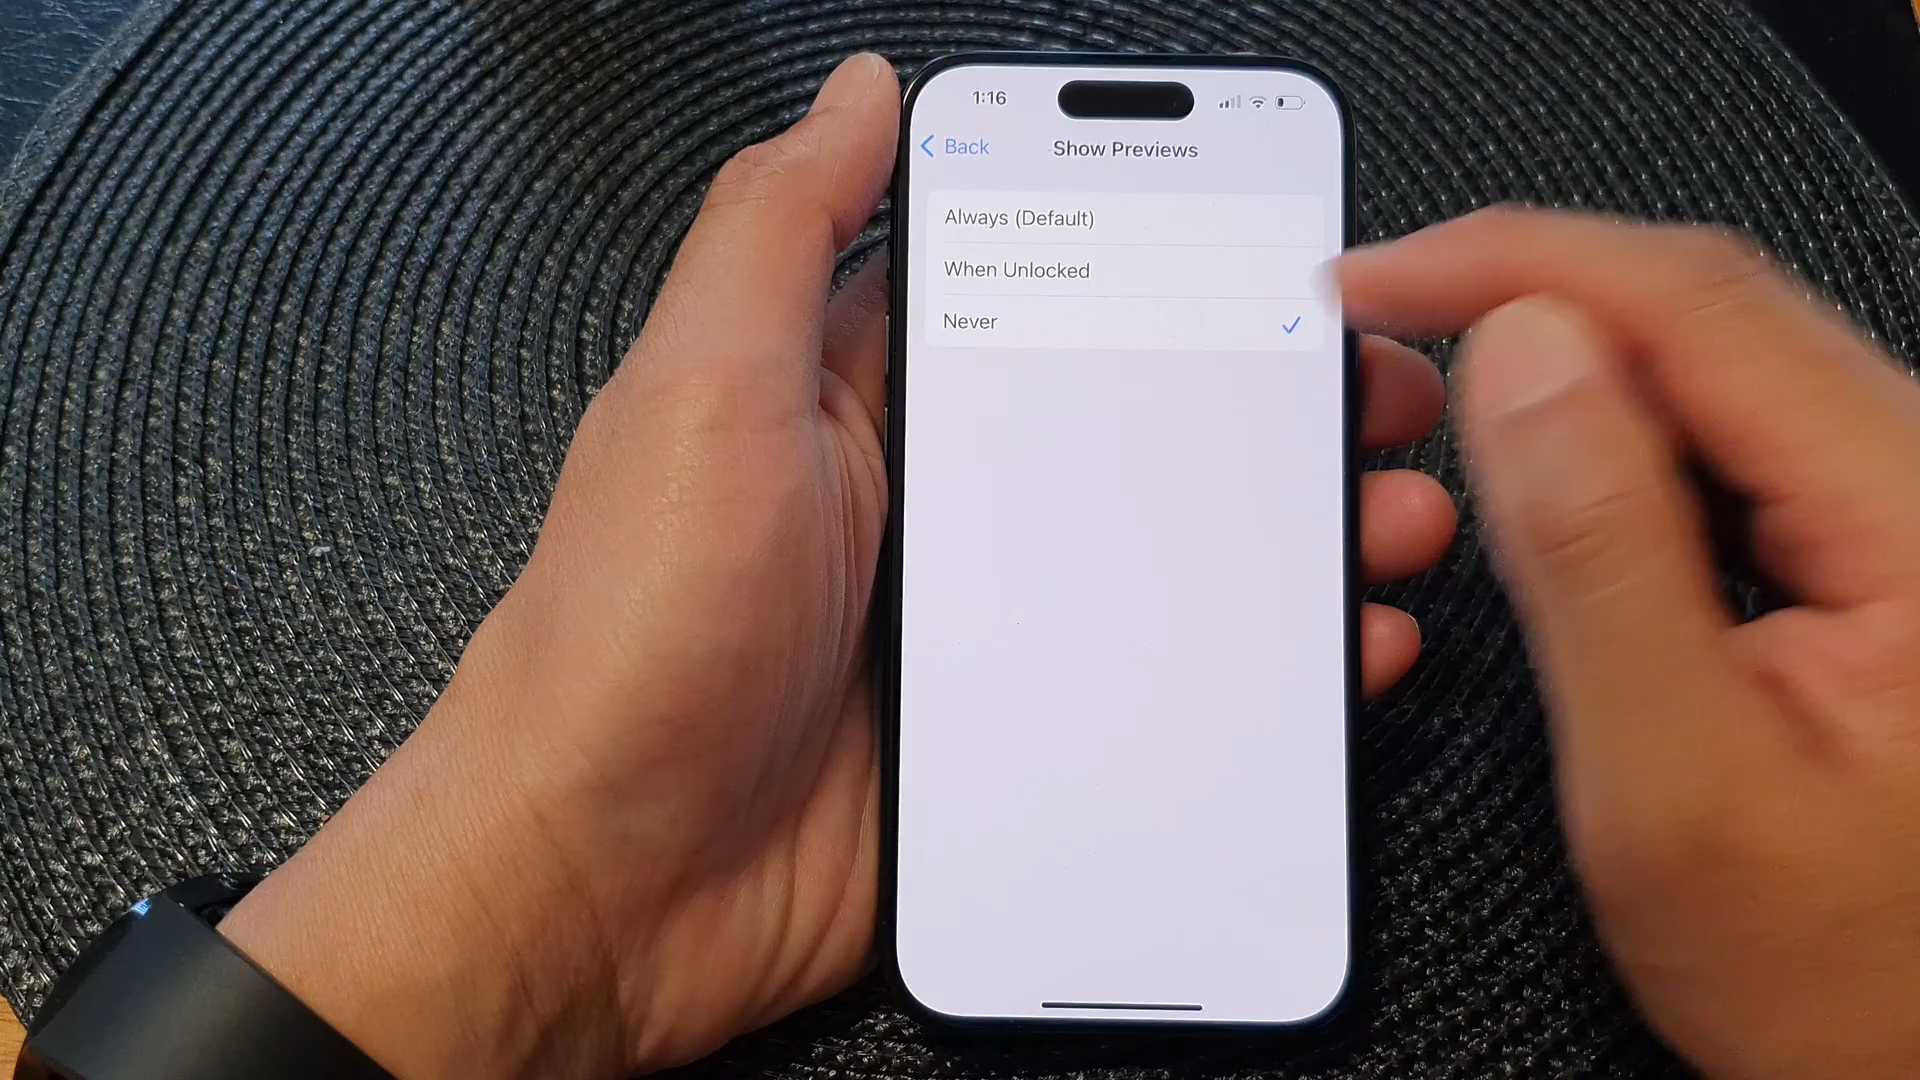 1:16
Back
Show Previews
Always (Default)
When Unlocked
Never